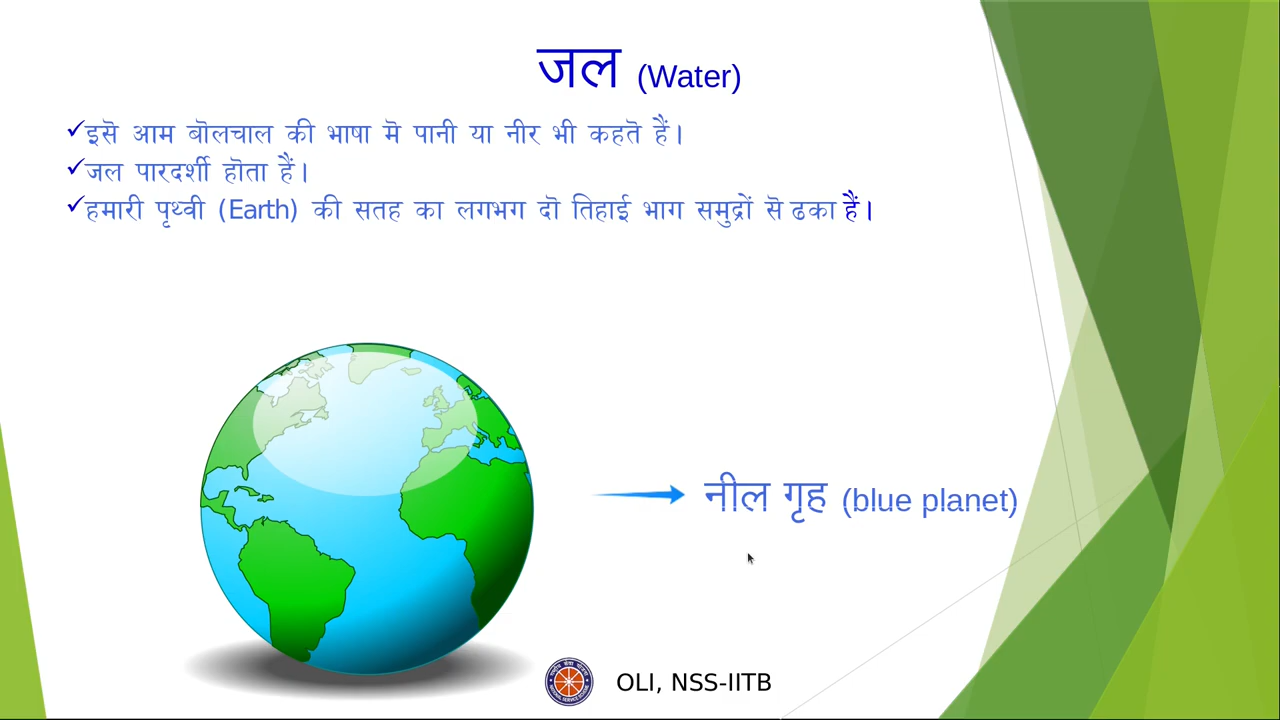 जल (Water)
✓इसॆ आम बॊलचाल की भाषा मॆ पानी या नीर भी कहतॆ हैं।
✓जल पारदर्शी हॊता हैं।
✓हमारी पृथ्वी (Earth) की सतह का लगभग दॊ तिहाई भाग समुद्रों सॆ ढका हैं।
नील गृह (blue planet)
OLI, NSS-IITB